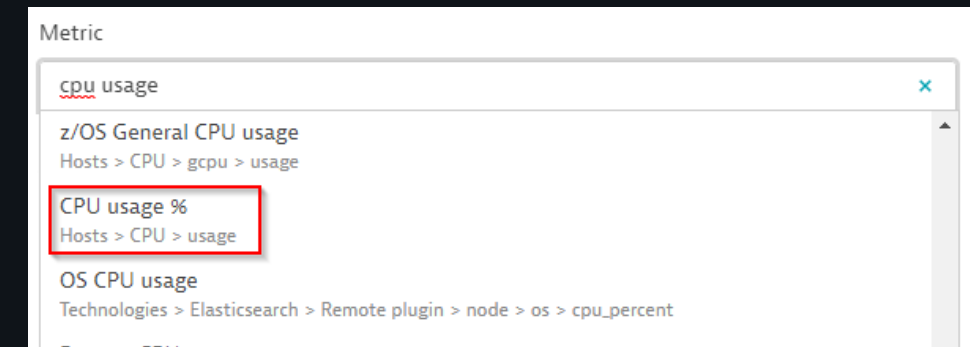 Metric
cpu usage
z/OS General CPU usage
Hosts > CPU > gcpu > usage
CPU usage %
Hosts > CPU > usage
OS CPU usage
Technologies > Elasticsearch > Remote plugin > node > os > cpu_percent